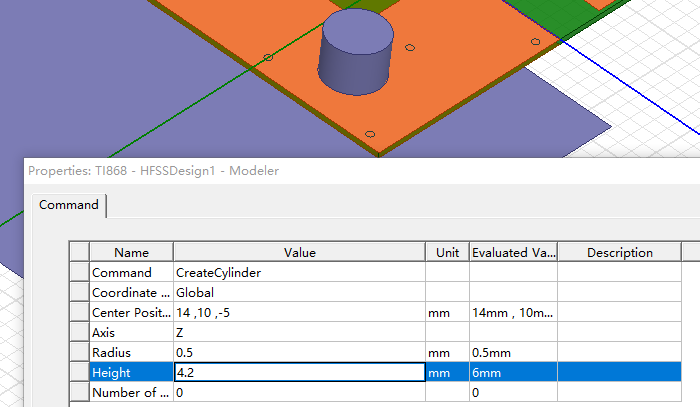 Properties: TI868 - HFSSDesign1 - Modeler
Command
Name Value Unit Evaluated Va... Description
Command CreateCylinder
Coordinate ... Global
Center Posit... 14 ,10 ,-5 mm 14mm , 10m...
Axis Z
Radius 0.5 mm 0.5mm
Height 4.2 mm 6mm
Number of ... 0 0